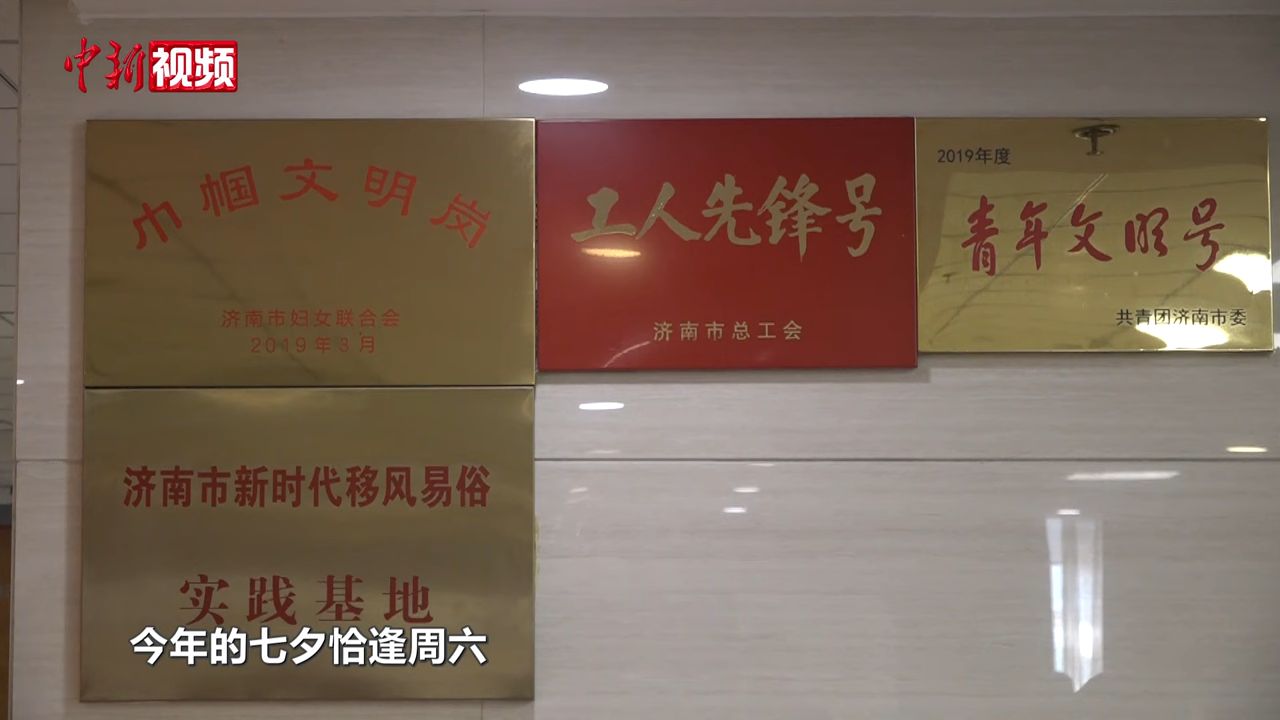 中新视频
巾帼文明岗
济南市妇女联合会
2019年3月
工人先锋号
济南市总工会
2019年度
青年文明号
共青团济南市委
济南市新时代移风易俗
实践基地
今年的七夕恰逢周六